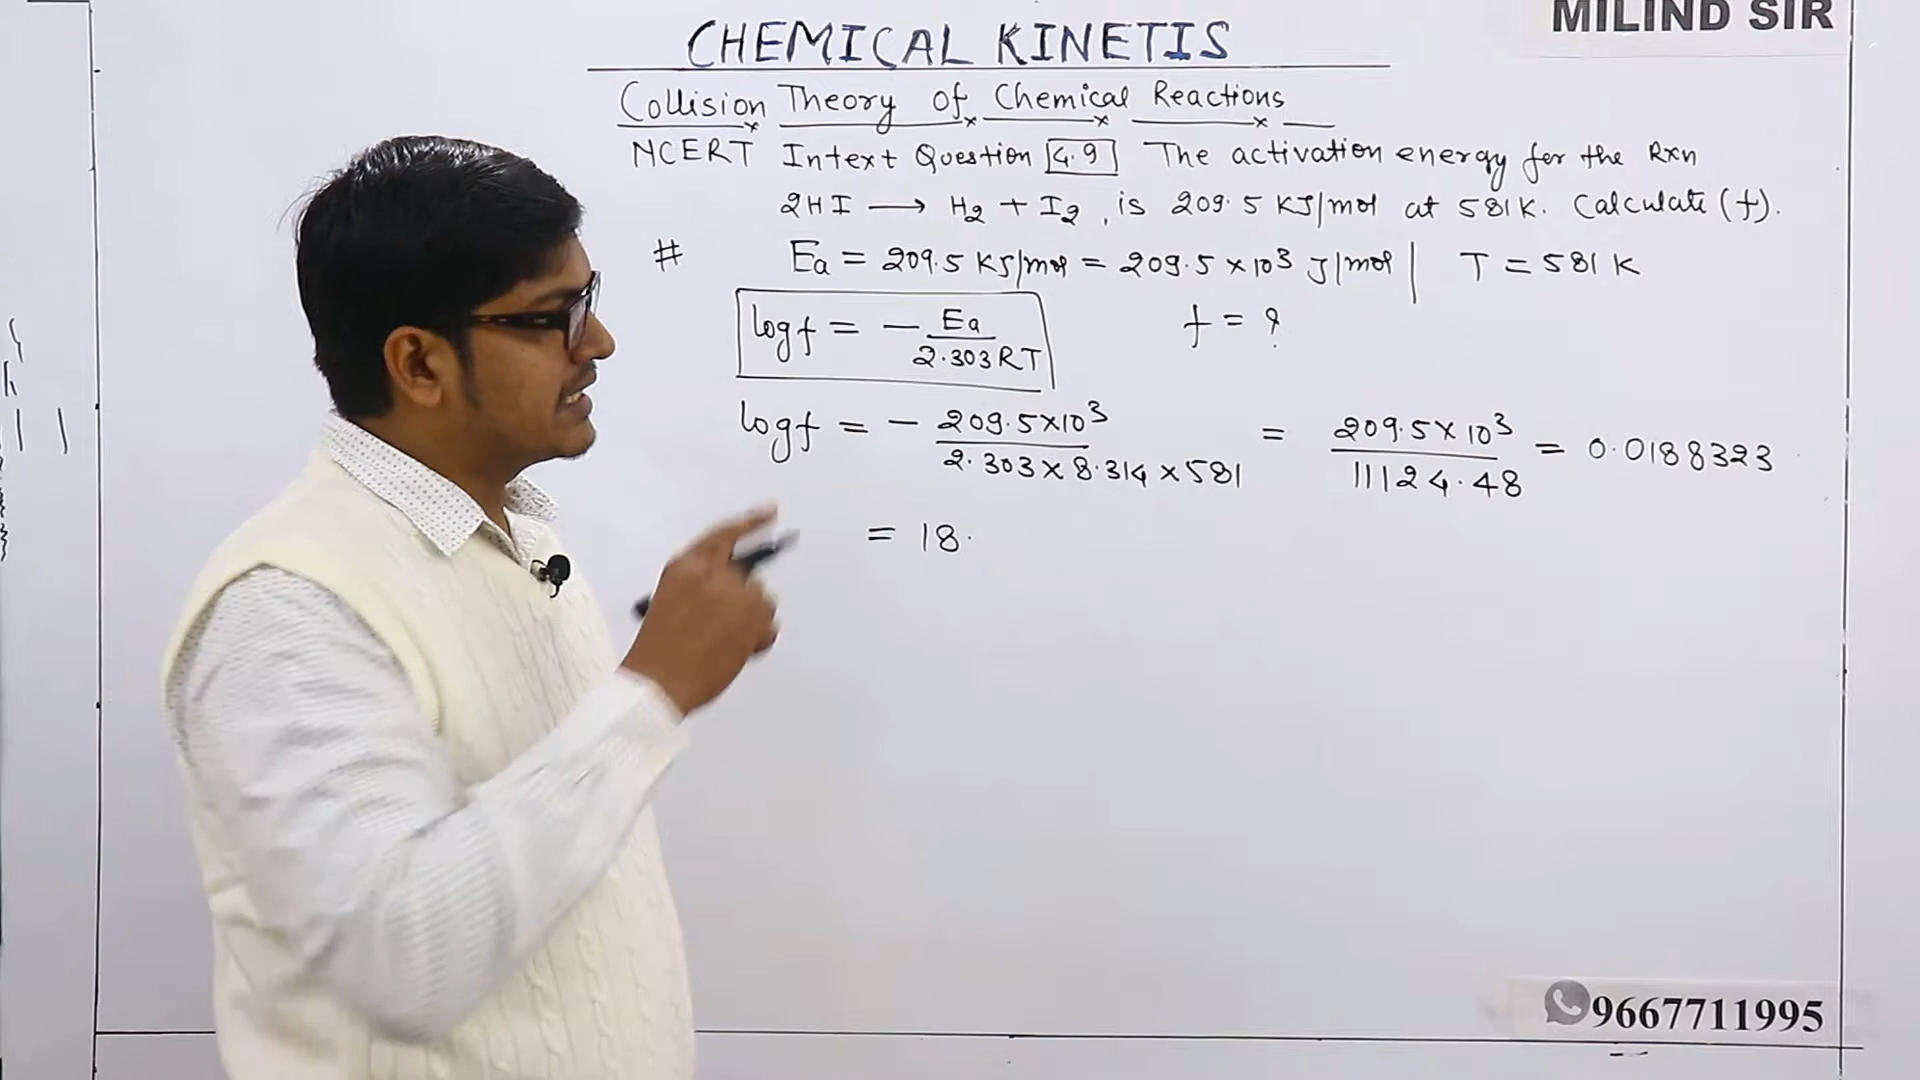 MILIND SIR
CHEMICAL KINETIS
Collision Theory of Chemical Reactions
NCERT Intext Question 4.9 The activation energy for the Rxn
2HI ⟶ H₂ + I₂, is 209.5 KJ/mol at 581K. Calculate (f).
# Ea = 209.5 KJ/mol = 209.5×10³ J/mol | T = 581 K
log f = − Ea / 2.303RT f = ?
log f = − 209.5×10³ / 2.303×8.314×581 = 209.5×10³ / 11124.48 = 0.0188323
= 18.
9667711995